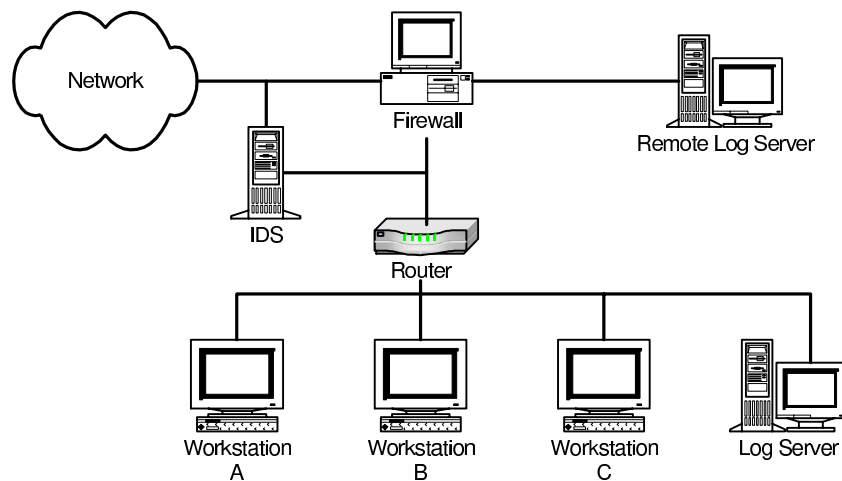 Network
Firewall
Remote Log Server
IDS
Router
Workstation
A
Workstation
B
Workstation
C
Log Server